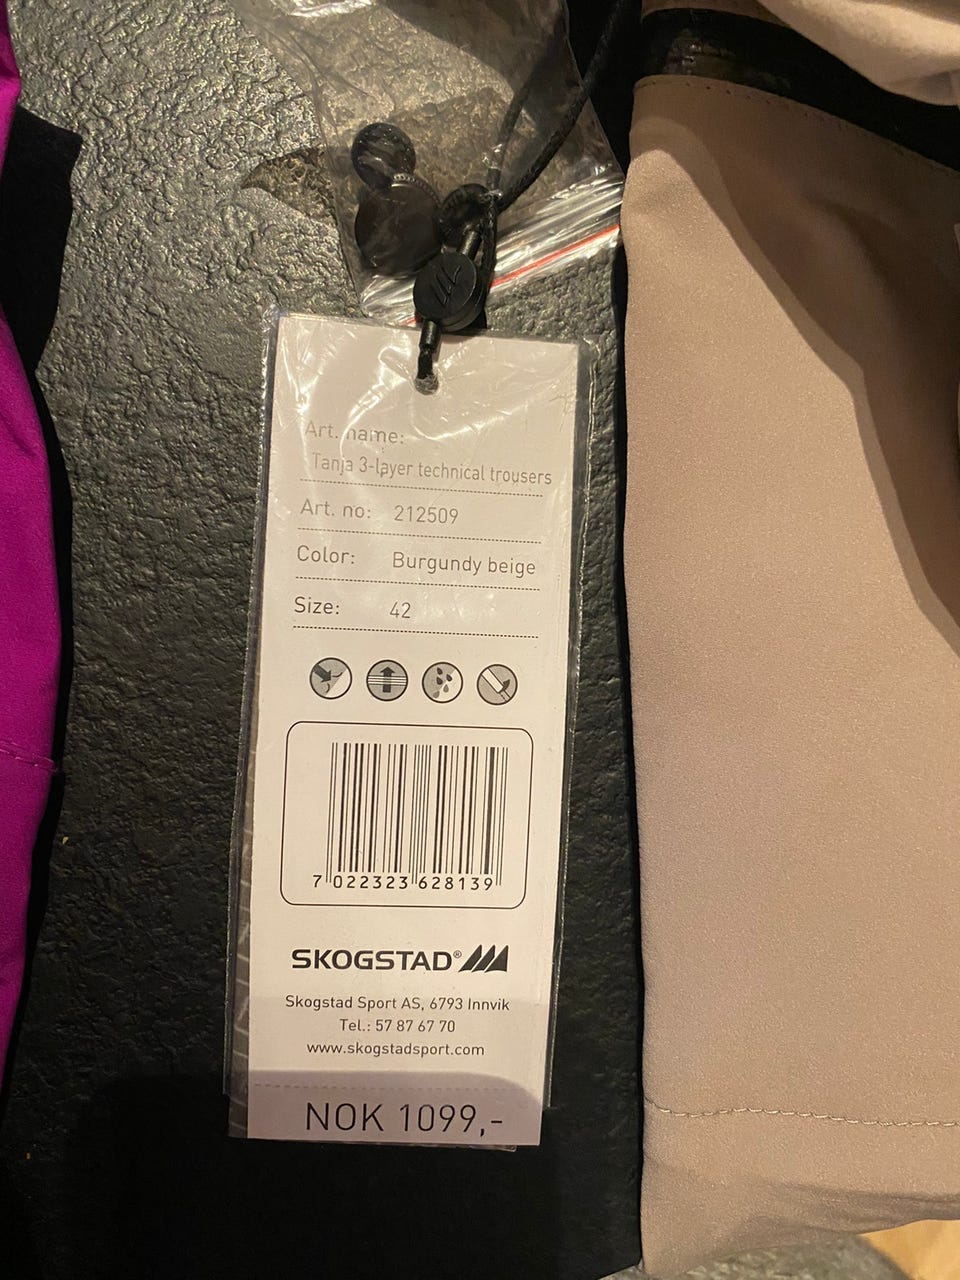 Art. name:
Tanja 3-layer technical trousers
Art. no: 212509
Color: Burgundy beige
Size: 42
7 022323 628139
SKOGSTAD®
Skogstad Sport AS, 6793 Innvik
Tel.: 57 87 67 70
www.skogstadsport.com
NOK 1099,-